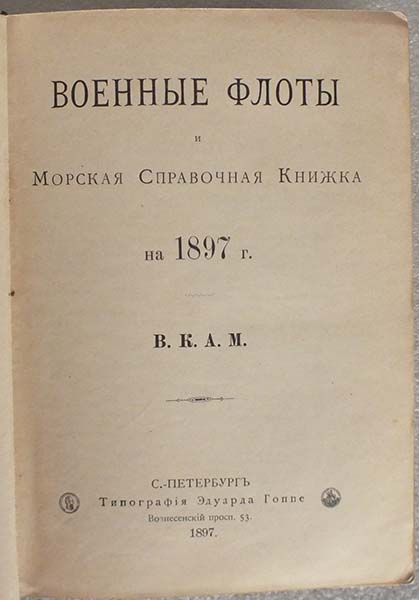 ВОЕННЫЕ ФЛОТЫ
и
Морская Справочная Книжка
на 1897 г.
В. К. А. М.
С.-ПЕТЕРБУРГЪ
Типографія Эдуарда Гоппе
Вознесенскій просп. 53.
1897.